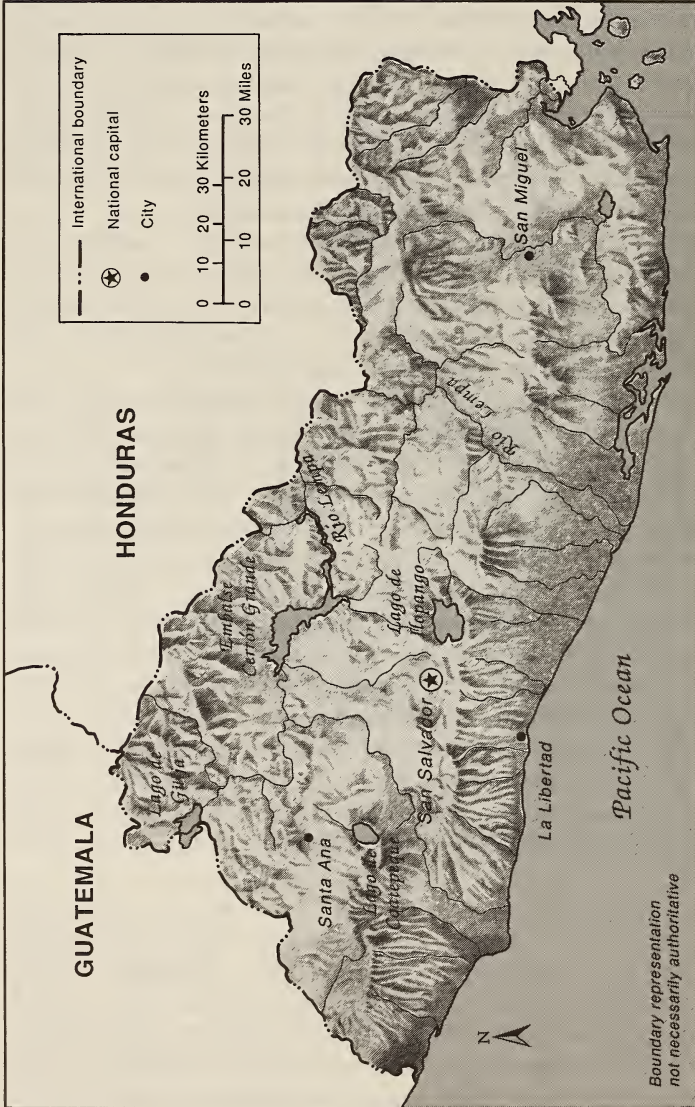 International boundary
National capital
City
0 10 20 30 Kilometers
0 10 20 30 Miles
HONDURAS
GUATEMALA
Lago de
Güija
Embalse
Cerrón Grande
Río Lempa
Santa Ana
Lago de
Coatepeque
San Salvador
Lago de
Ilopango
Río Lempa
San Miguel
La Libertad
Pacific Ocean
N
Boundary representation
not necessarily authoritative